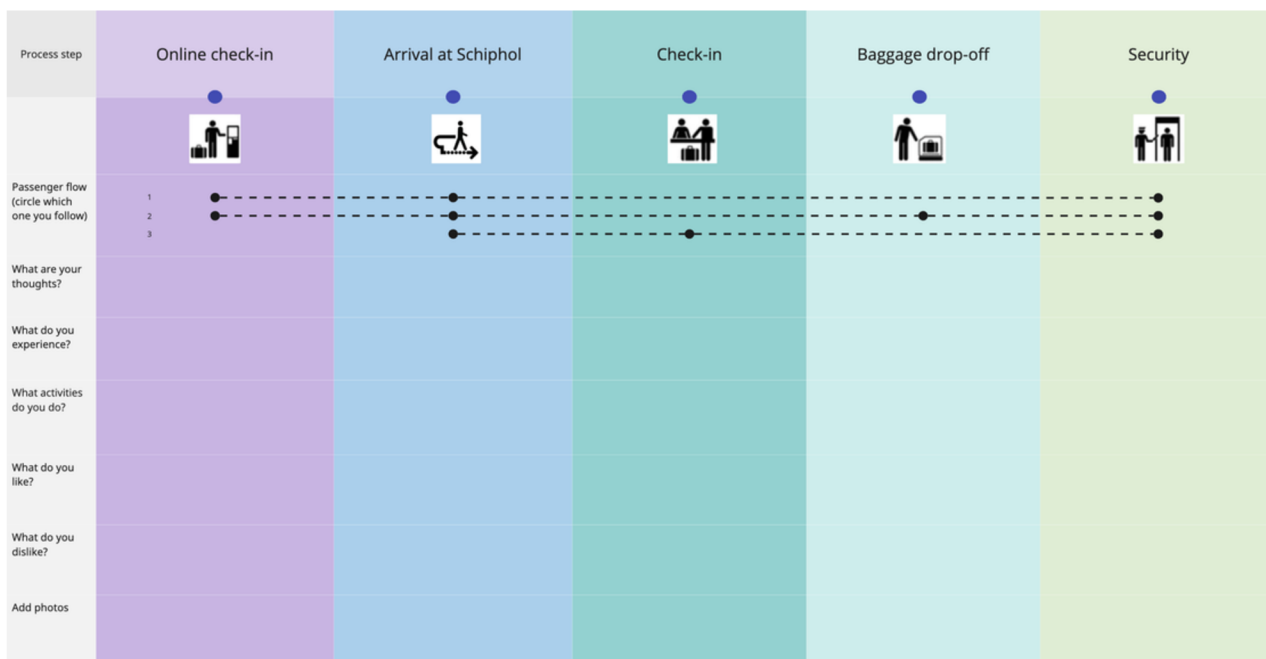 Process step
Online check-in
Arrival at Schiphol
Check-in
Baggage drop-off
Security
Passenger flow
(circle which
one you follow)
1
2
3
What are your
thoughts?
What do you
experience?
What activities
do you do?
What do you
like?
What do you
dislike?
Add photos